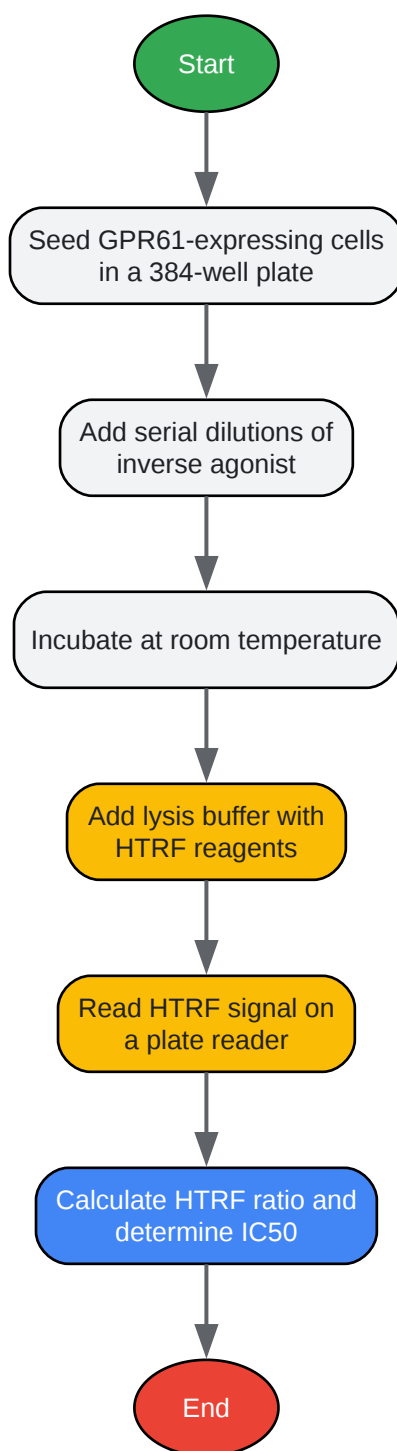 Start
Seed GPR61-expressing cells
in a 384-well plate
Add serial dilutions of
inverse agonist
Incubate at room temperature
Add lysis buffer with
HTRF reagents
Read HTRF signal on
a plate reader
Calculate HTRF ratio and
determine IC50
End